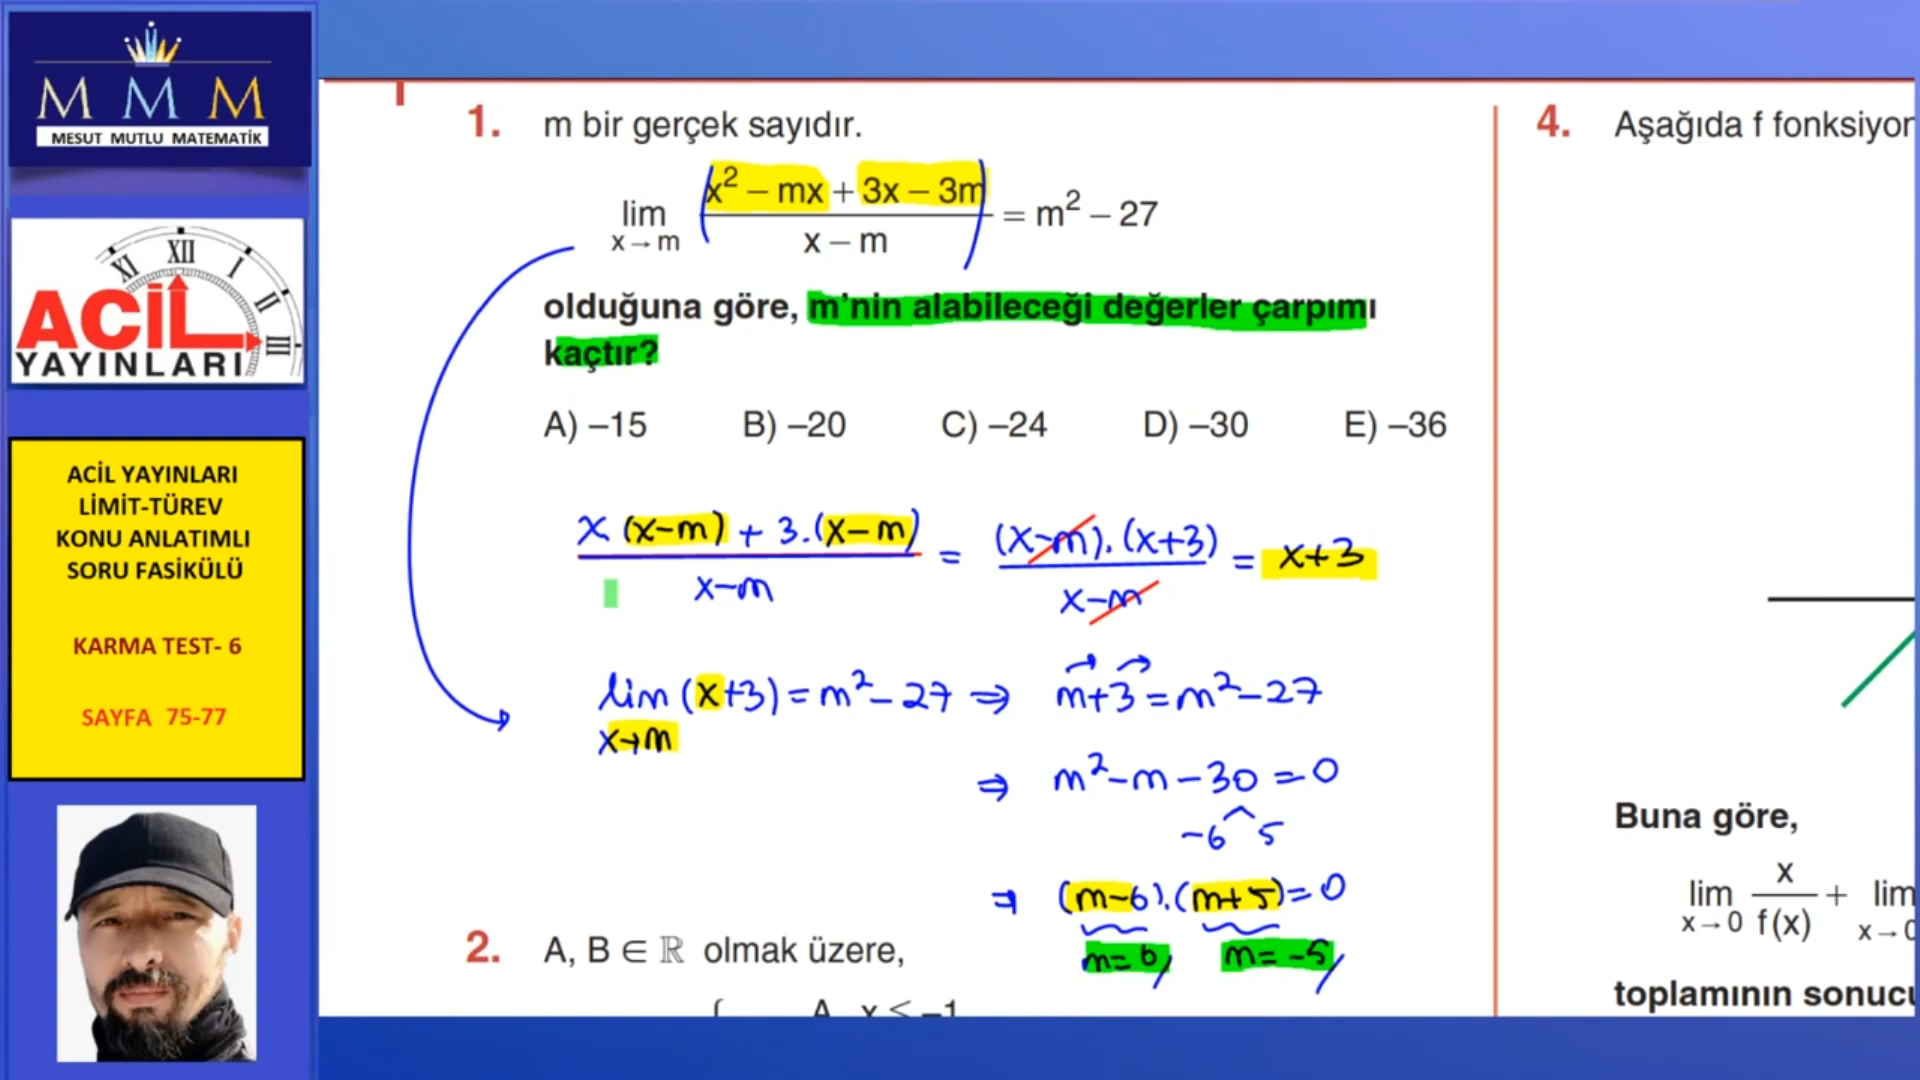 M M M
MESUT MUTLU MATEMATİK
XI XII I II III
ACİL
YAYINLARI
ACİL YAYINLARI
LİMİT-TÜREV
KONU ANLATIMLI
SORU FASİKÜLÜ
KARMA TEST- 6
SAYFA 75-77
1. m bir gerçek sayıdır.
lim x→m (x² – mx + 3x – 3m / x – m) = m² – 27
olduğuna göre, m'nin alabileceği değerler çarpımı
kaçtır?
A) –15 B) –20 C) –24 D) –30 E) –36
x.(x-m) + 3.(x-m) / x-m = (x-m).(x+3) / x-m = x+3
lim x→m (x+3) = m²-27 ⇒ m+3 = m²-27
⇒ m²-m-30 = 0
-6 5
⇒ (m-6).(m+5) = 0
m=6, m=-5,
2. A, B ∈ ℝ olmak üzere,
A, x ≤ –1
4. Aşağıda f
Buna göre,
lim x→0 x / f(x) + lim x→0
toplamının